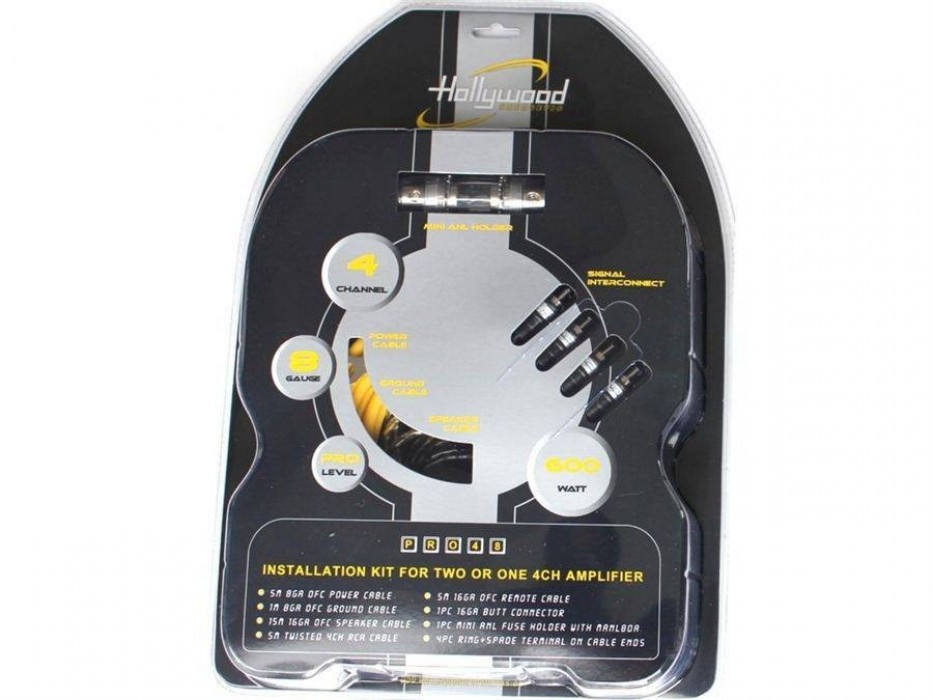 Hollywood
MINI ANL HOLDER
SIGNAL
INTERCONNECT
4
CHANNEL
POWER
CABLE
8
GAUGE
GROUND
CABLE
SPEAKER
CABLE
PRO
LEVEL
600
WATT
PRO48
INSTALLATION KIT FOR TWO OR ONE 4CH AMPLIFIER
5M 8GA OFC POWER CABLE
1M 8GA OFC GROUND CABLE
15M 16GA OFC SPEAKER CABLE
5M TWISTED 4CH RCA CABLE
5M 16GA OFC REMOTE CABLE
1PC 16GA BUTT CONNECTOR
1PC MINI ANL FUSE HOLDER WITH MANL80A
4PC RING+SPADE TERMINAL ON CABLE ENDS